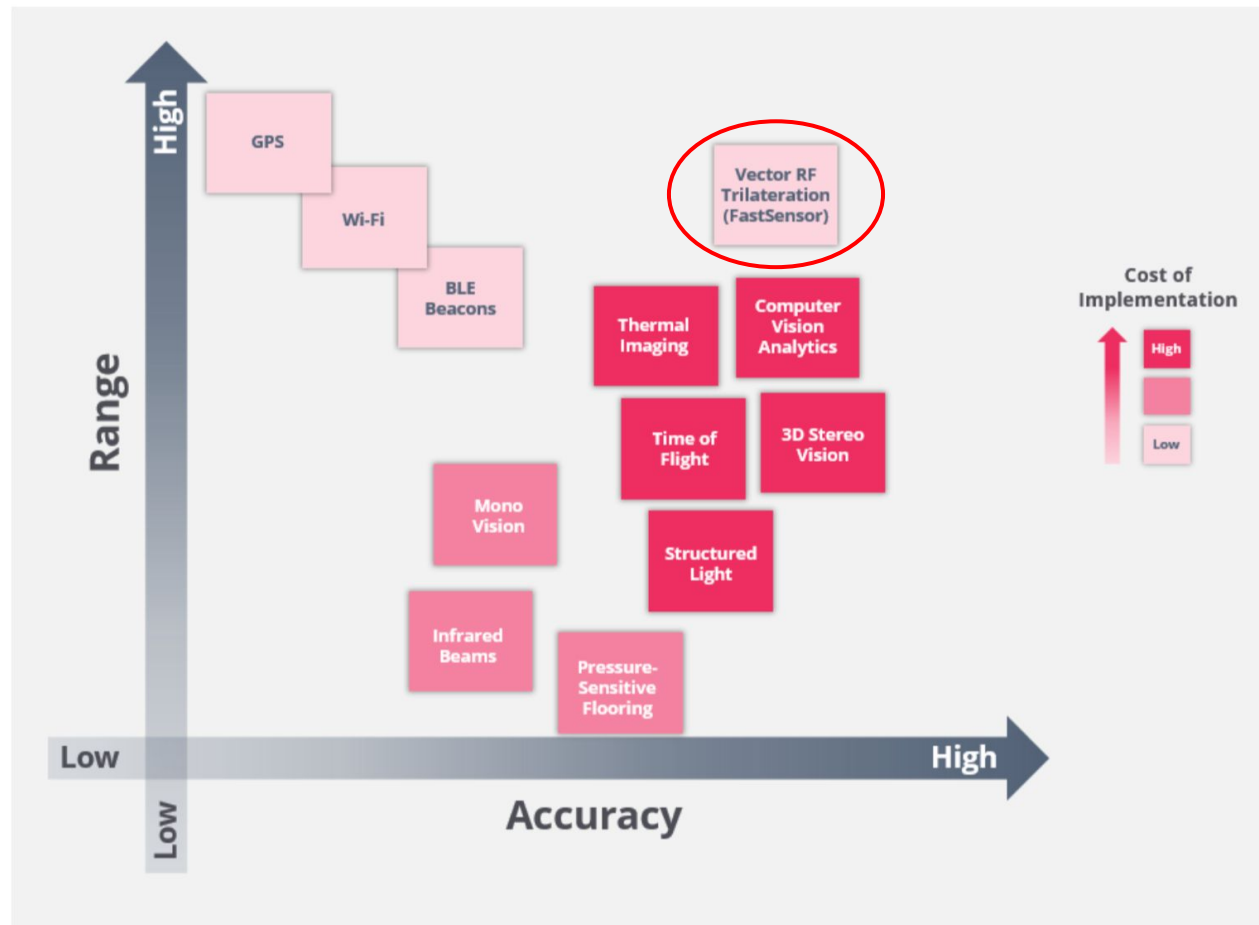 High
GPS
Vector RF
Trilateration
(FastSensor)
Wi-Fi
BLE
Beacons
Cost of
Implementation
High
Low
Thermal
Imaging
Computer
Vision
Analytics
Range
Time of
Flight
3D Stereo
Vision
Mono
Vision
Structured
Light
Infrared
Beams
Pressure-
Sensitive
Flooring
Low
High
Low
Accuracy